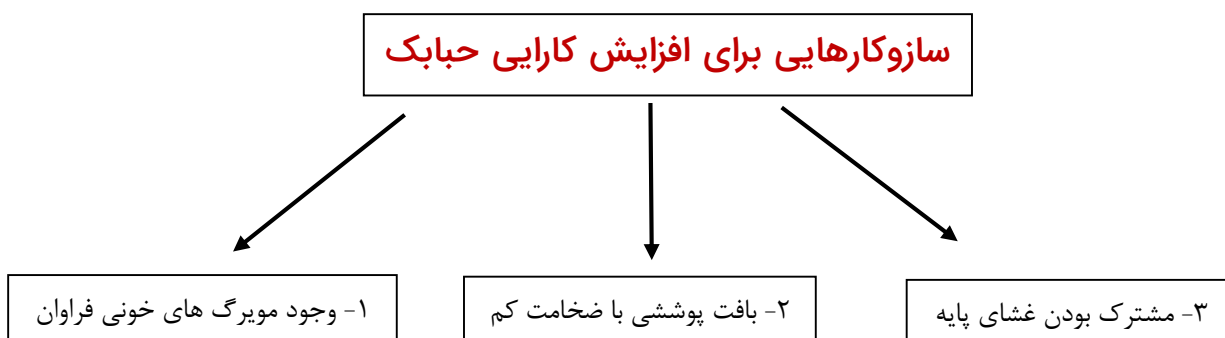 سازوکارهایی برای افزایش کارایی حبابک
۳- مشترک بودن غشای پایه
۲- بافت پوششی با ضخامت کم
۱- وجود مویرگ های خونی فراوان